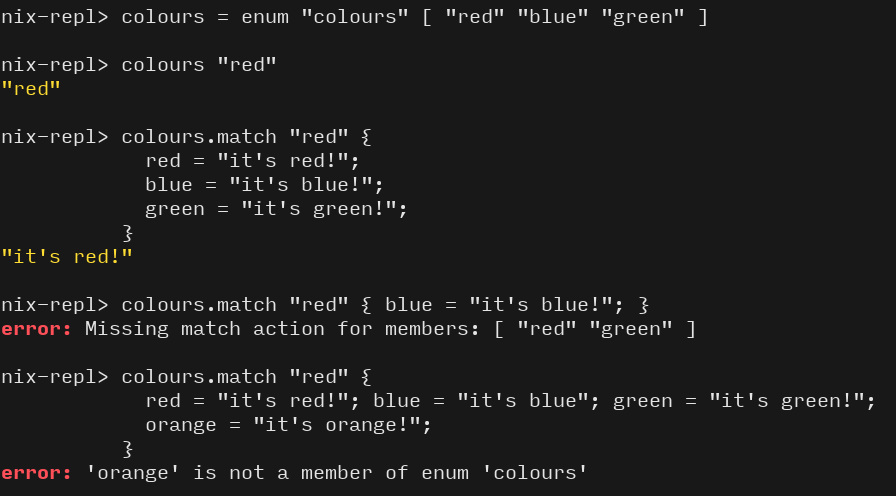 nix-repl> colours = enum "colours" [ "red" "blue" "green" ]
nix-repl> colours "red"
"red"
nix-repl> colours.match "red" {
red = "it's red!";
blue = "it's blue!";
green = "it's green!";
}
"it's red!"
nix-repl> colours.match "red" { blue = "it's blue!"; }
error: Missing match action for members: [ "red" "green" ]
nix-repl> colours.match "red" {
red = "it's red!"; blue = "it's blue"; green = "it's green!";
orange = "it's orange!";
}
error: 'orange' is not a member of enum 'colours'